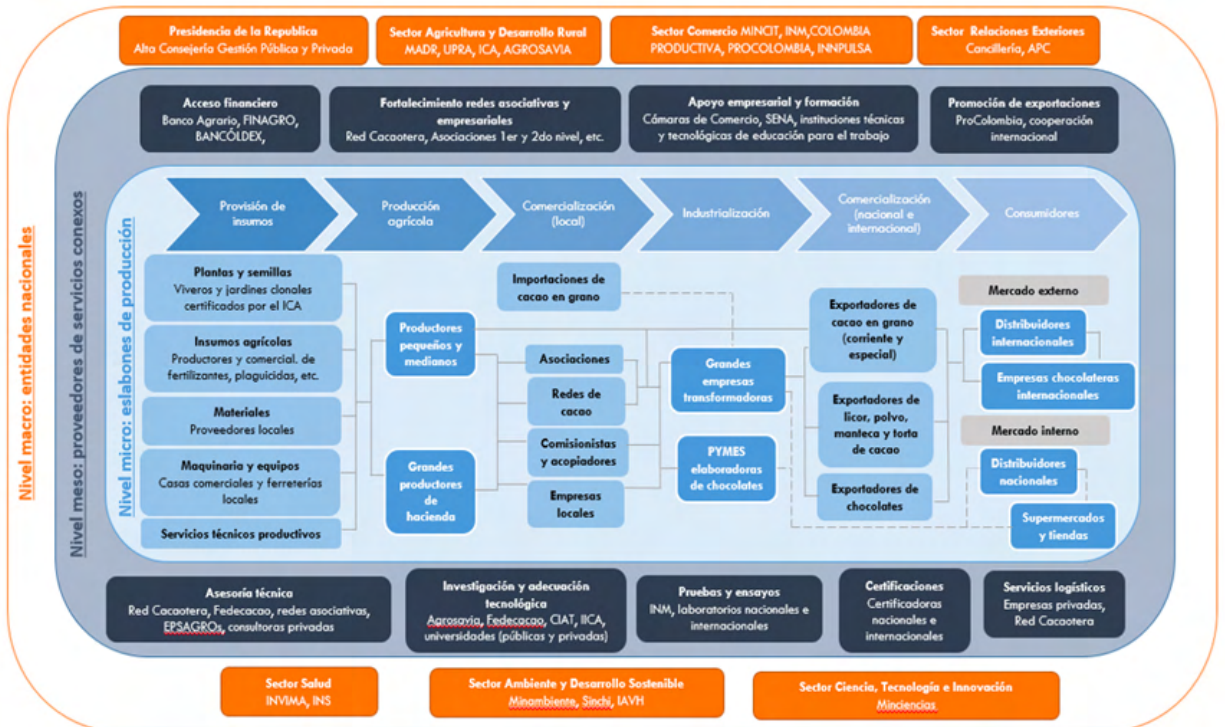 Presidencia de la Republica
Alta Consejería Gestión Pública y Privada
Sector Agricultura y Desarrollo Rural
MADR, UPRA, ICA, AGROSAVIA
Sector Comercio MINCIT, INM,COLOMBIA
PRODUCTIVA, PROCOLOMBIA, INNPULSA
Sector Relaciones Exteriores
Cancillería, APC
Acceso financiero
Banco Agrario, FINAGRO,
BANCÓLDEX,
Fortalecimiento redes asociativas y
empresariales
Red Cacaotera, Asociaciones 1er y 2do nivel, etc.
Apoyo empresarial y formación
Cámaras de Comercio, SENA, instituciones técnicas
y tecnológicas de educación para el trabajo
Promoción de exportaciones
ProColombia, cooperación
internacional
Nivel macro: entidades nacionales
Nivel meso: proveedores de servicios conexos
Nivel micro: eslabones de producción
Provisión de
insumos
Producción
agrícola
Comercialización
(local)
Industrialización
Comercialización
(nacional e
internacional)
Consumidores
Plantas y semillas
Viveros y jardines clonales
certificados por el ICA
Insumos agrícolas
Productores y comercial. de
fertilizantes, plaguicidas, etc.
Materiales
Proveedores locales
Maquinaria y equipos
Casas comerciales y ferreterías
locales
Servicios técnicos productivos
Productores
pequeños y
medianos
Grandes
productores
de
hacienda
Importaciones de
cacao en grano
Asociaciones
Redes de
cacao
Comisionistas
y acopiadores
Empresas
locales
Grandes
empresas
transformadoras
PYMES
elaboradoras
de chocolates
Exportadores de
cacao en grano
(corriente y
especial)
Exportadores de
licor, polvo,
manteca y torta
de cacao
Exportadores de
chocolates
Mercado externo
Distribuidores
internacionales
Empresas chocolateras
internacionales
Mercado interno
Distribuidores
nacionales
Supermercados
y tiendas
Asesoría técnica
Red Cacaotera, Fedecacao, redes asociativas,
EPSAGROs, consultoras privadas
Investigación y adecuación
tecnológica
Agrosavia, Fedecacao, CIAT, IICA,
universidades (públicas y privadas)
Pruebas y ensayos
INM, laboratorios nacionales e
internacionales
Certificaciones
Certificadoras
nacionales e
internacionales
Servicios logísticos
Empresas privadas,
Red Cacaotera
Sector Salud
INVIMA, INS
Sector Ambiente y Desarrollo Sostenible
Minambiente, Sinchi, IAVH
Sector Ciencia, Tecnología e Innovación
Minciencias